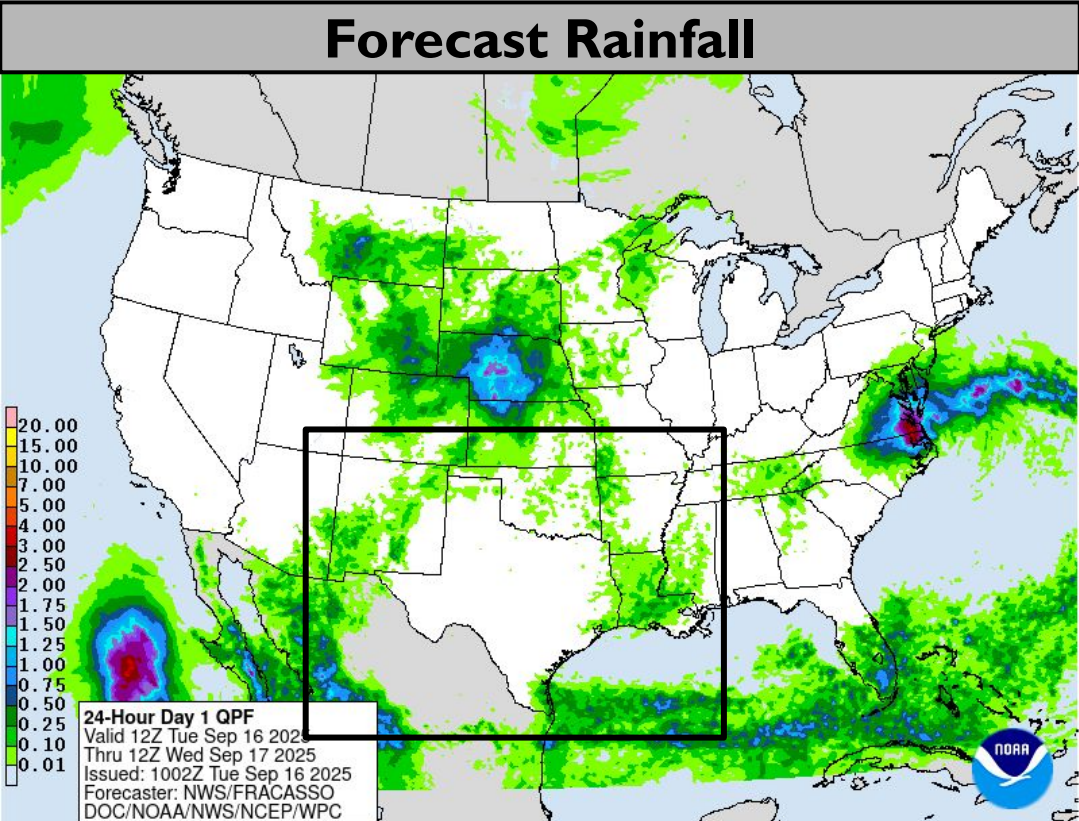 Forecast Rainfall
20.00
15.00
10.00
7.00
5.00
4.00
3.00
2.50
2.00
1.75
1.50
1.25
1.00
0.75
0.50
0.25
0.10
0.01
24-Hour Day 1 QPF
Valid 12Z Tue Sep 16 2025
Thru 12Z Wed Sep 17 2025
Issued: 1002Z Tue Sep 16 2025
Forecaster: NWS/FRACASSO
DOC/NOAA/NWS/NCEP/WPC
NOAA